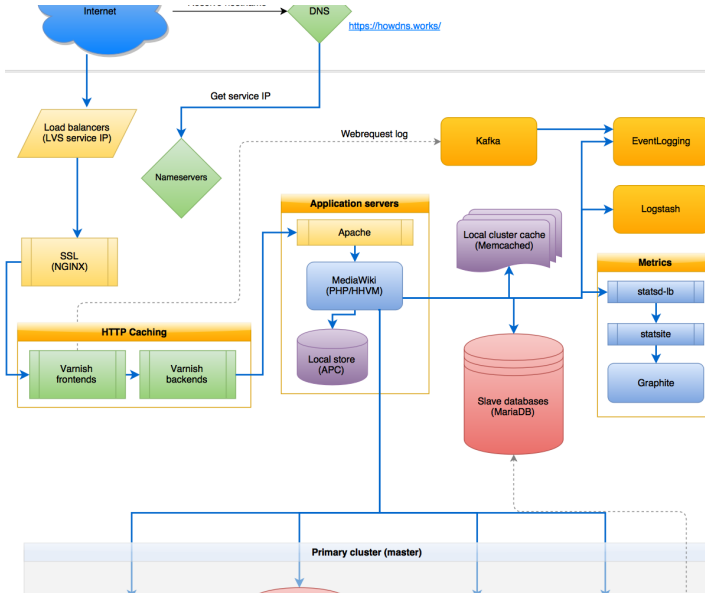 Internet
DNS
https://howdns.works/
Get service IP
Load balancers
(LVS service IP)
Nameservers
Webrequest log
Kafka
EventLogging
Logstash
Application servers
Apache
Local cluster cache
(Memcached)
SSL
(NGINX)
MediaWiki
(PHP/HHVM)
Metrics
statsd-lb
statsite
Graphite
HTTP Caching
Varnish
frontends
Varnish
backends
Local store
(APC)
Slave databases
(MariaDB)
Primary cluster (master)